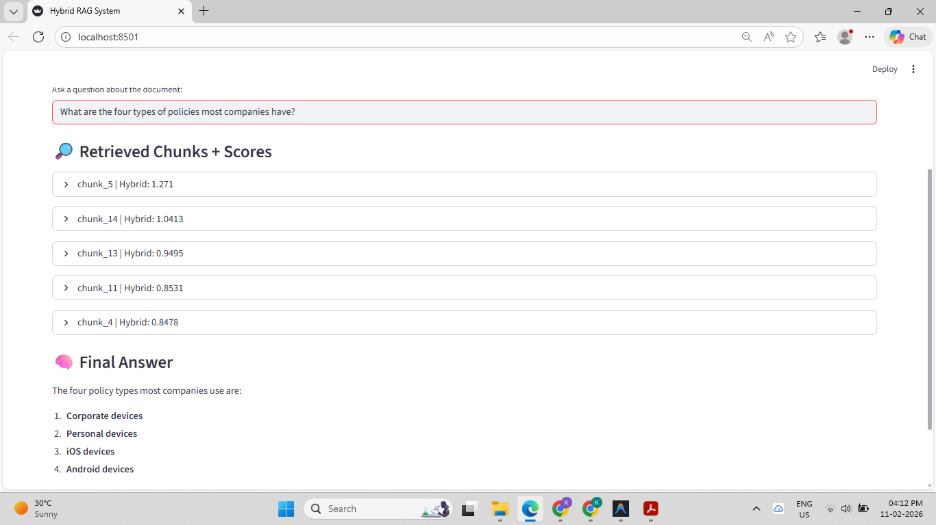 Hybrid RAG System
localhost:8501
Chat
Deploy
Ask a question about the document:
What are the four types of policies most companies have?
Retrieved Chunks + Scores
chunk_5 | Hybrid: 1.271
chunk_14 | Hybrid: 1.0413
chunk_13 | Hybrid: 0.9495
chunk_11 | Hybrid: 0.8531
chunk_4 | Hybrid: 0.8478
Final Answer
The four policy types most companies use are:
1. Corporate devices
2. Personal devices
3. iOS devices
4. Android devices
30°C
Sunny
Search
K
K
ENG
US
04:12 PM
11-02-2026